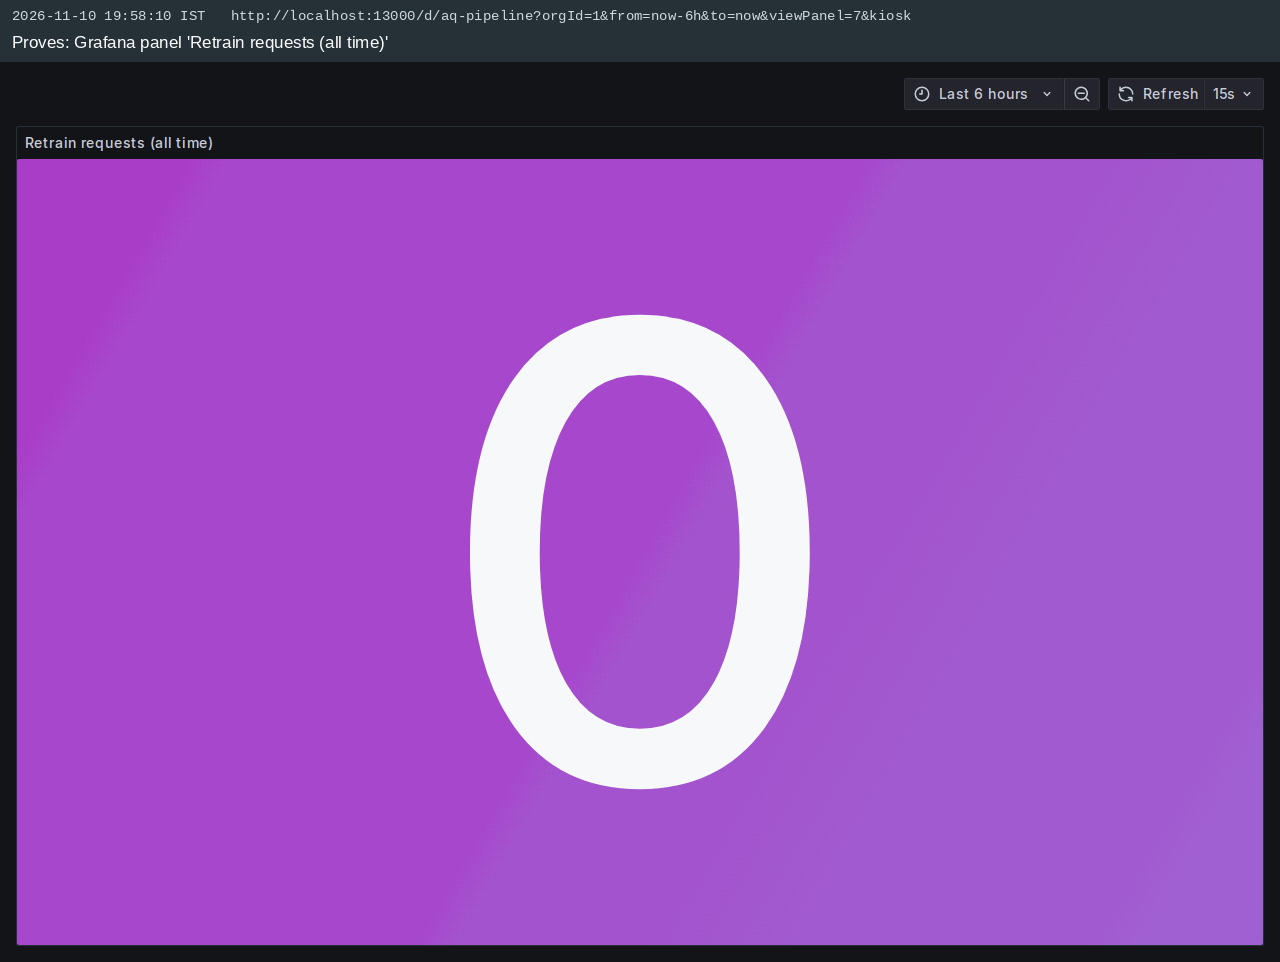 2026-11-10 19:58:10 IST http://localhost:13000/d/aq-pipeline?orgId=1&from=now-6h&to=now&viewPanel=7&kiosk
Proves: Grafana panel 'Retrain requests (all time)'
Last 6 hours Refresh 15s
Retrain requests (all time)
0